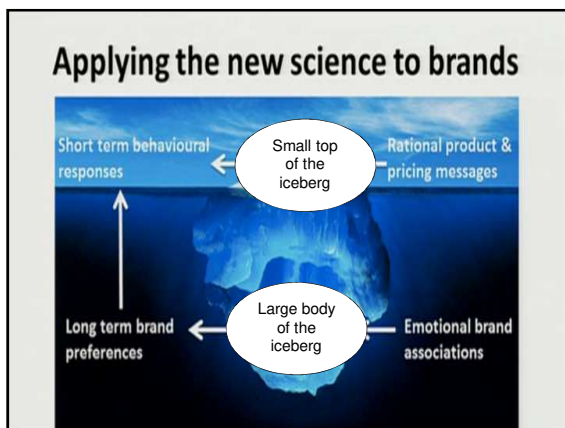 Applying the new science to brands
Short term behavioural
responses
Small top
of the
iceberg
Rational product &
pricing messages
Long term brand
preferences
Large body
of the
iceberg
Emotional brand
associations